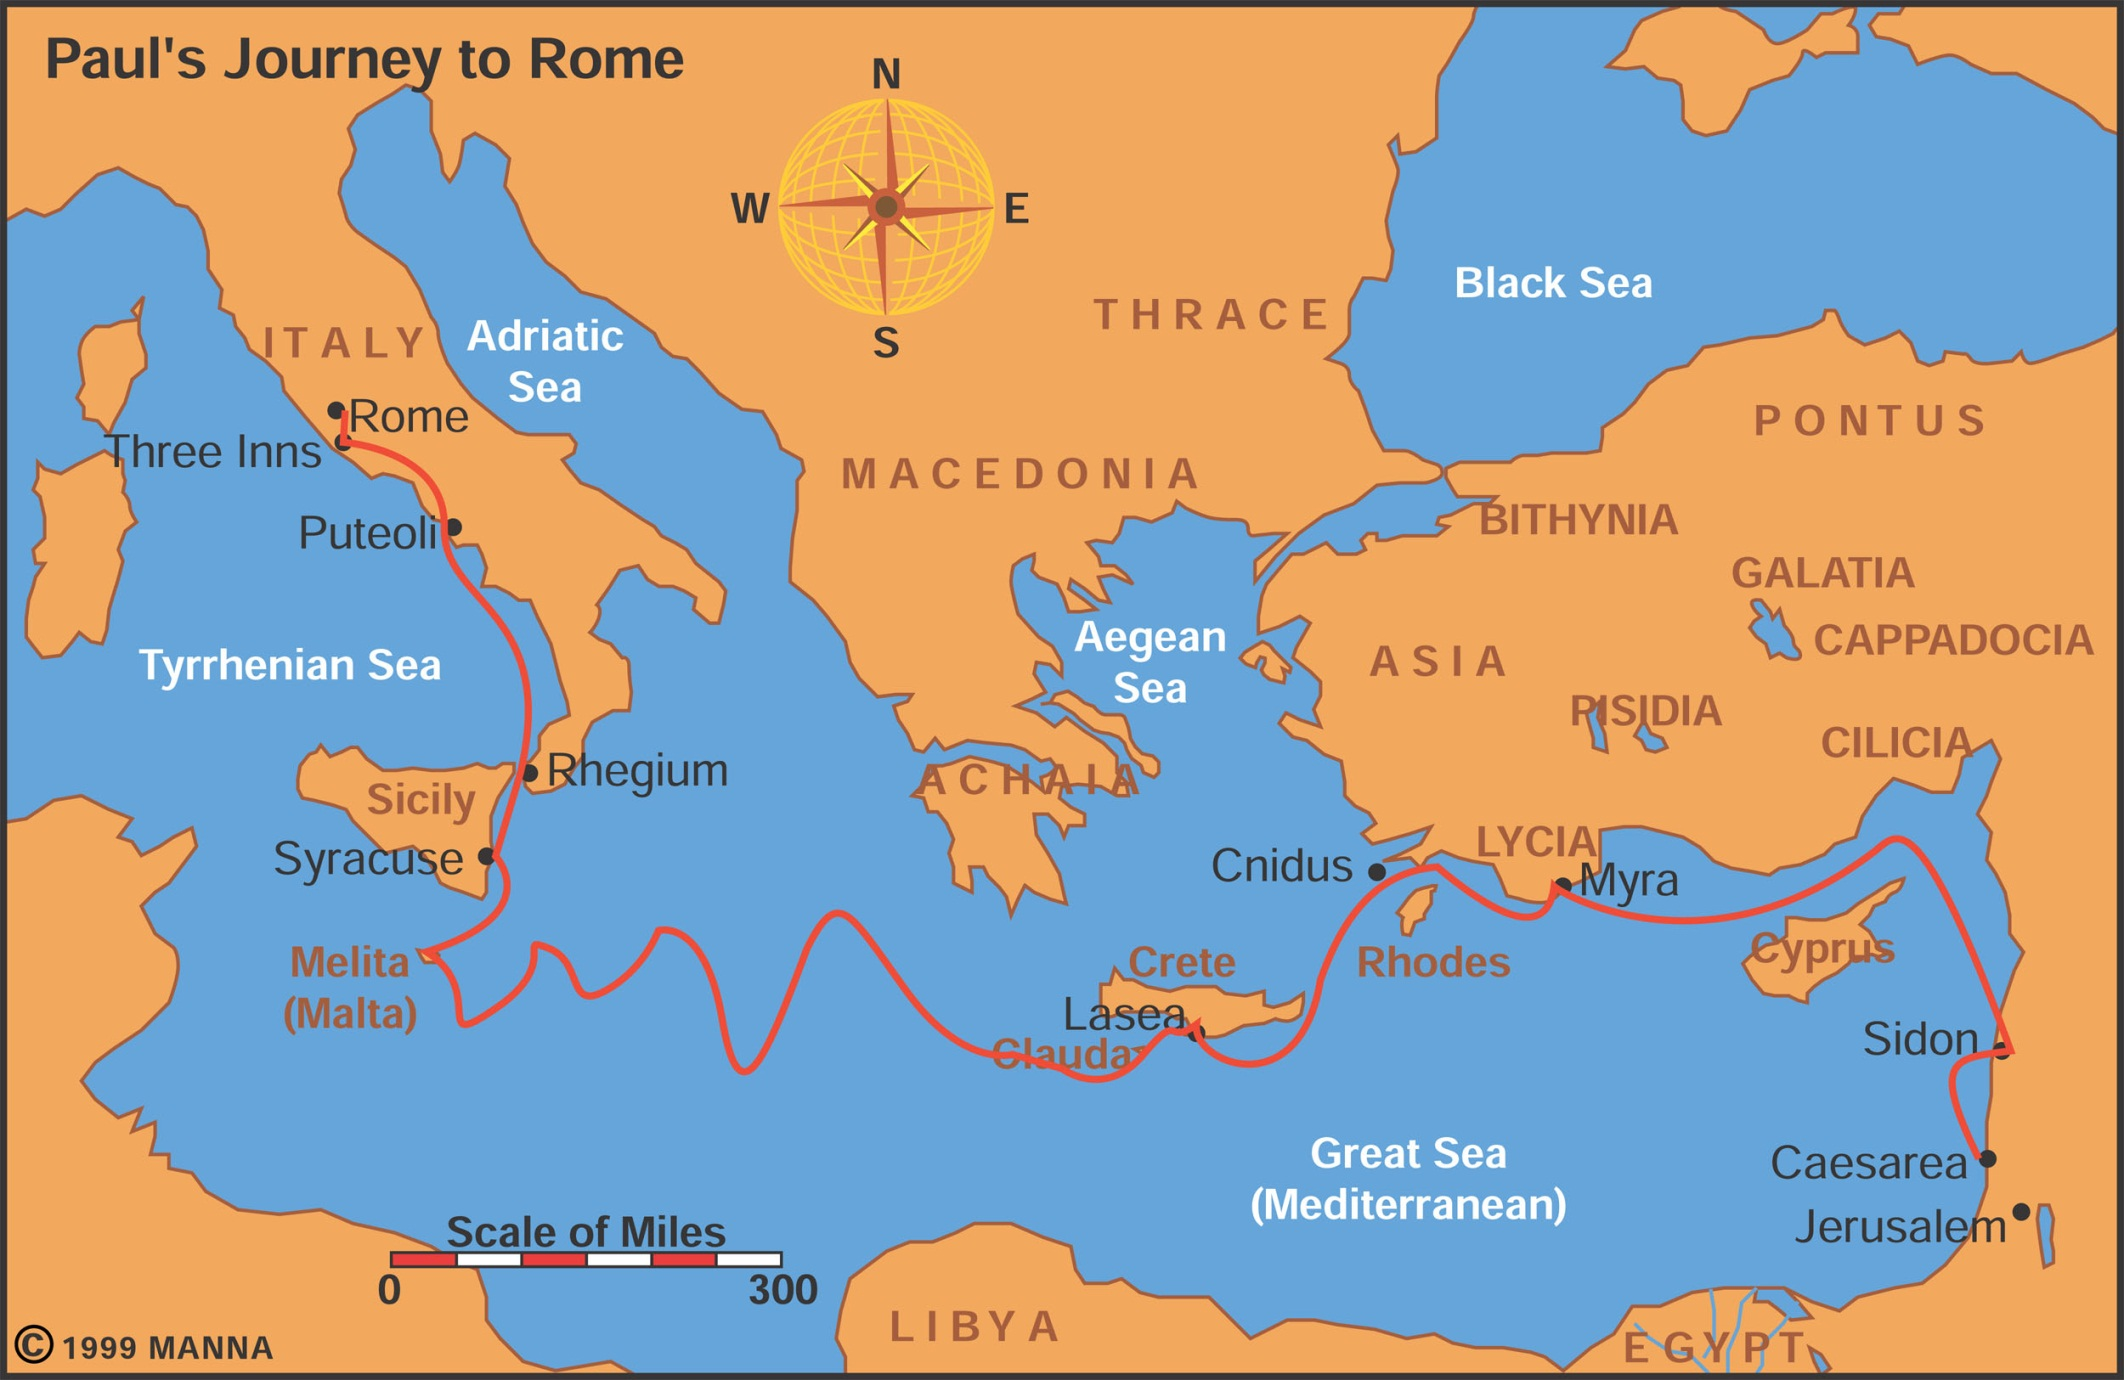 Paul's Journey to Rome
N
W
E
S
Black Sea
THRACE
ITALY
Adriatic
Sea
Rome
Three Inns
PONTUS
MACEDONIA
Puteoli
BITHYNIA
GALATIA
CAPPADOCIA
Aegean
Sea
Tyrrhenian Sea
ASIA
PISIDIA
CILICIA
Rhegium
ACHAIA
Sicily
Syracuse
LYCIA
Cnidus
Myra
Melita
(Malta)
Crete
Rhodes
Cyprus
Lasea
Clauda
Sidon
Great Sea
(Mediterranean)
Caesarea
Jerusalem
Scale of Miles
0
300
LIBYA
EGYPT
© 1999 MANNA